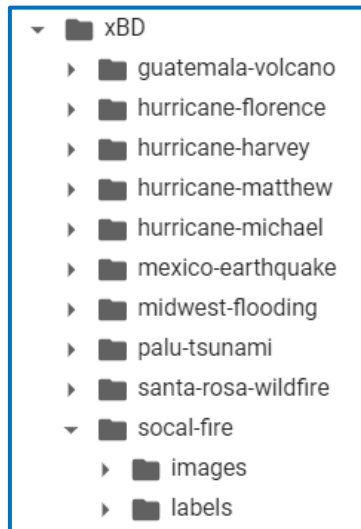 xBD
guatemala-volcano
hurricane-florence
hurricane-harvey
hurricane-matthew
hurricane-michael
mexico-earthquake
midwest-flooding
palu-tsunami
santa-rosa-wildfire
socal-fire
images
labels